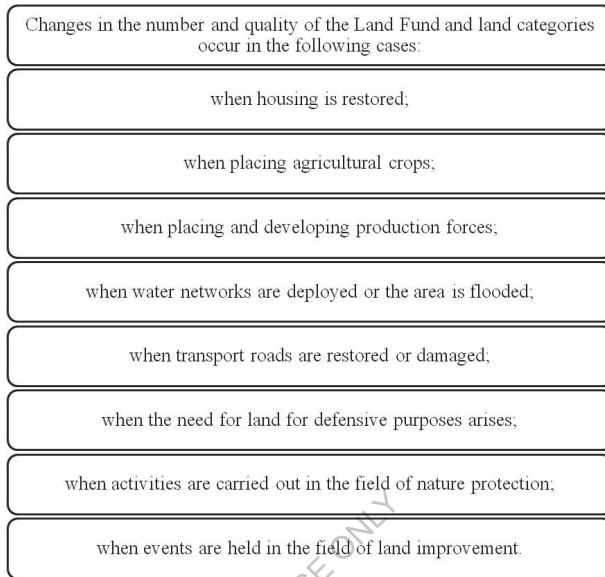 Changes in the number and quality of the Land Fund and land categories
occur in the following cases:
when housing is restored;
when placing agricultural crops;
when placing and developing production forces;
when water networks are deployed or the area is flooded;
when transport roads are restored or damaged;
when the need for land for defensive purposes arises;
when activities are carried out in the field of nature protection;
when events are held in the field of land improvement.
ONLY